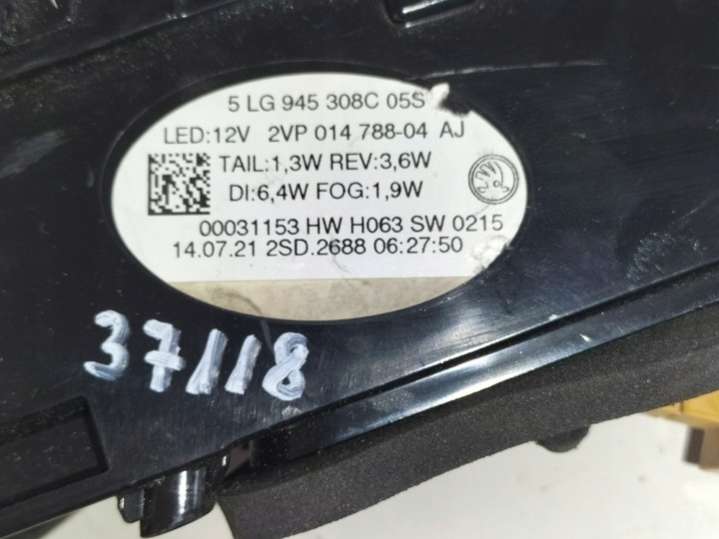 5 LG 945 308C 05S
LED:12V 2VP 014 788-04 AJ
TAIL:1,3W REV:3,6W
DI:6,4W FOG:1,9W
00031153 HW H063 SW 0215
14.07.21 2SD.2688 06:27:50
37118